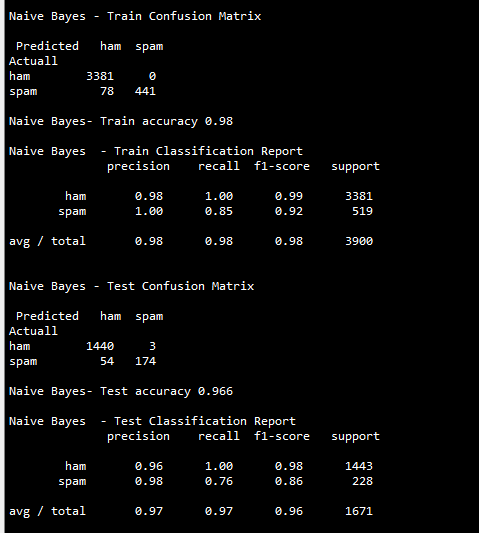 Naive Bayes - Train Confusion Matrix
Predicted ham spam
Actuall
ham 3381 0
spam 78 441
Naive Bayes- Train accuracy 0.98
Naive Bayes - Train Classification Report
precision recall f1-score support
ham 0.98 1.00 0.99 3381
spam 1.00 0.85 0.92 519
avg / total 0.98 0.98 0.98 3900
Naive Bayes - Test Confusion Matrix
Predicted ham spam
Actuall
ham 1440 3
spam 54 174
Naive Bayes- Test accuracy 0.966
Naive Bayes - Test Classification Report
precision recall f1-score support
ham 0.96 1.00 0.98 1443
spam 0.98 0.76 0.86 228
avg / total 0.97 0.97 0.96 1671